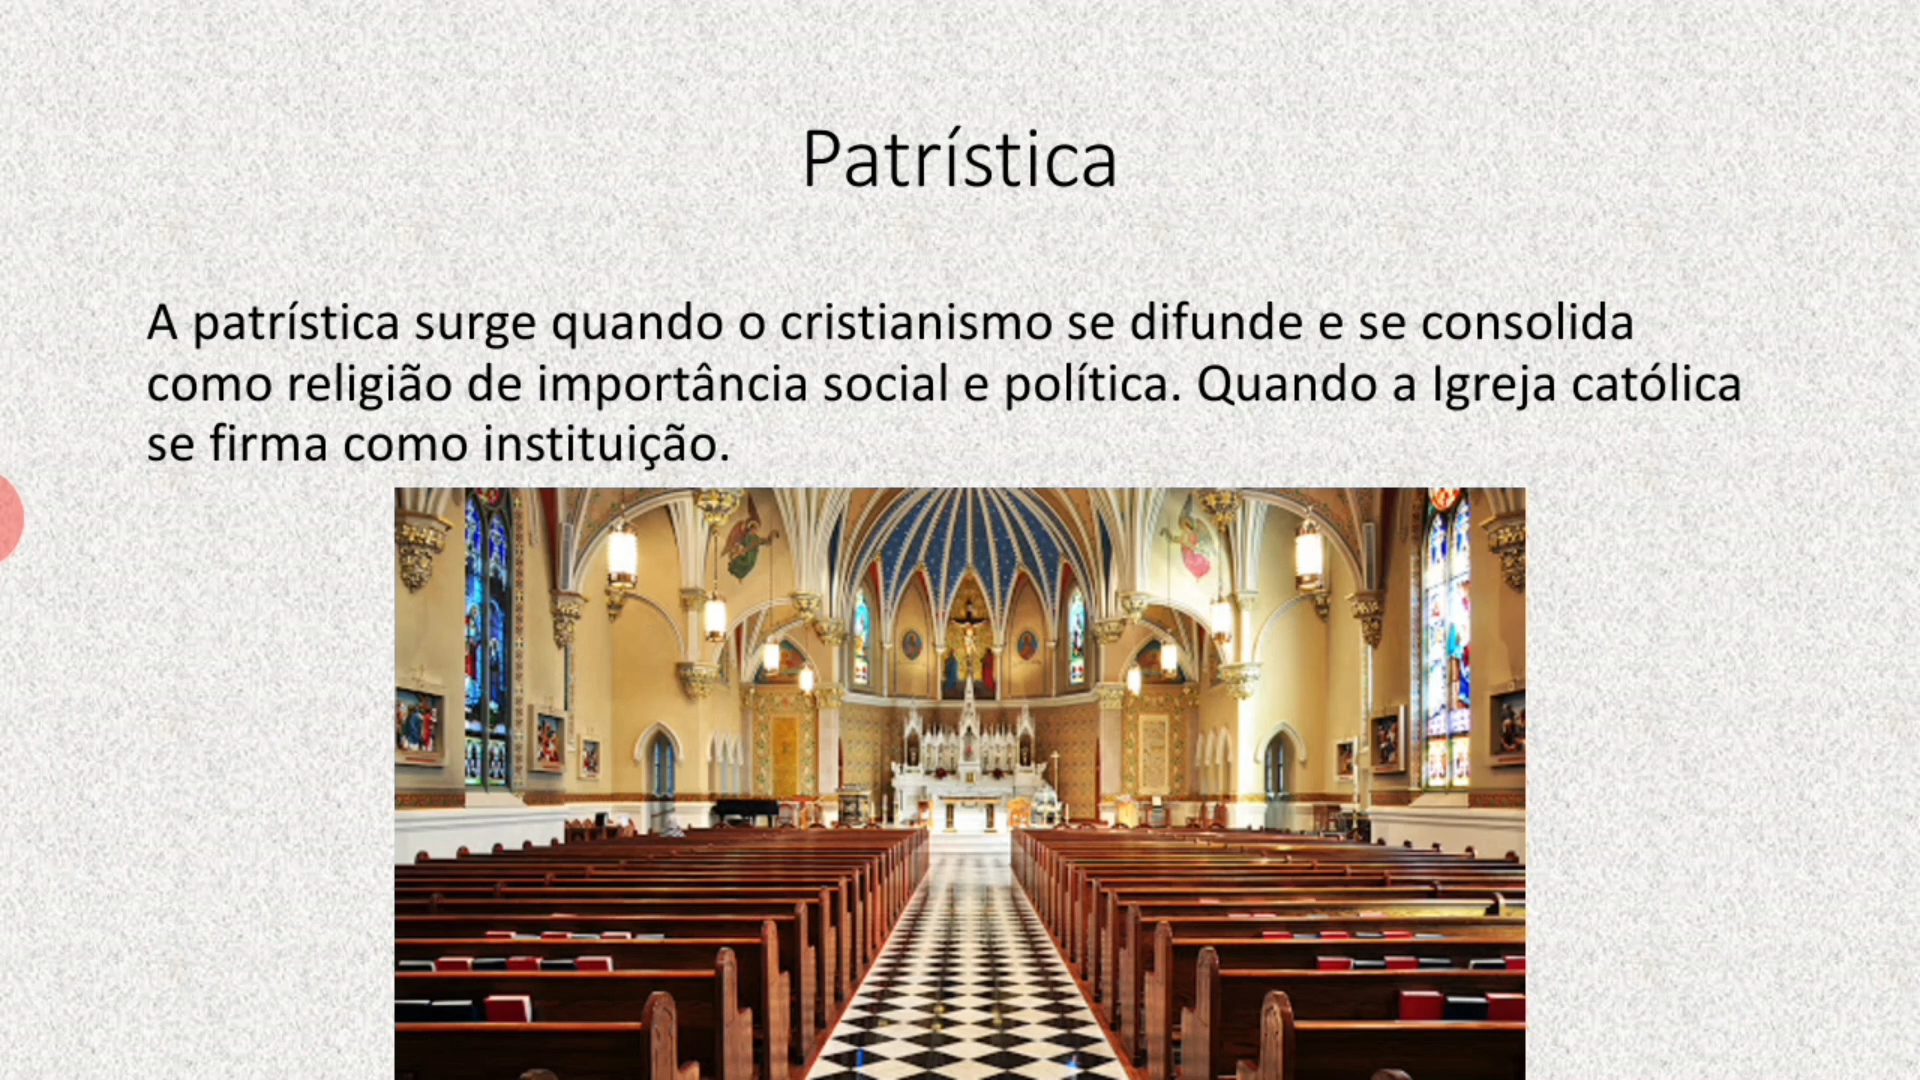 Patrística
A patrística surge quando o cristianismo se difunde e se consolida
como religião de importância social e política. Quando a Igreja católica
se firma como instituição.